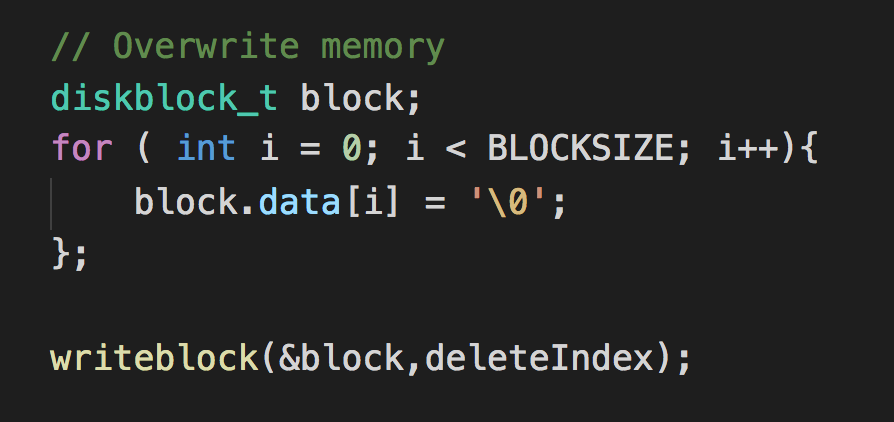 // Overwrite memory
diskblock_t block;
for ( int i = 0; i < BLOCKSIZE; i++){
    block.data[i] = '\0';
};
writeblock(&block,deleteIndex);